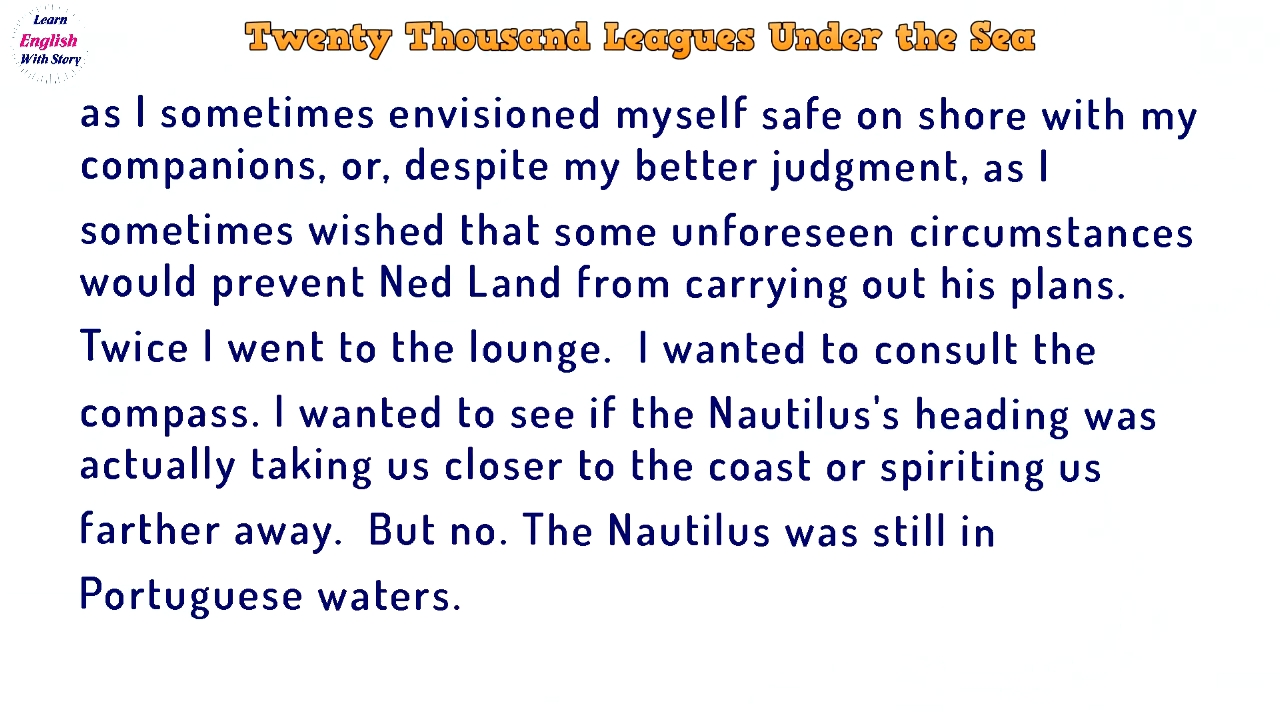 Learn
English
With Story
Twenty Thousand Leagues Under the Sea
as I sometimes envisioned myself safe on shore with my
companions, or, despite my better judgment, as I
sometimes wished that some unforeseen circumstances
would prevent Ned Land from carrying out his plans.
Twice I went to the lounge.  I wanted to consult the
compass. I wanted to see if the Nautilus's heading was
actually taking us closer to the coast or spiriting us
farther away.  But no. The Nautilus was still in
Portuguese waters.